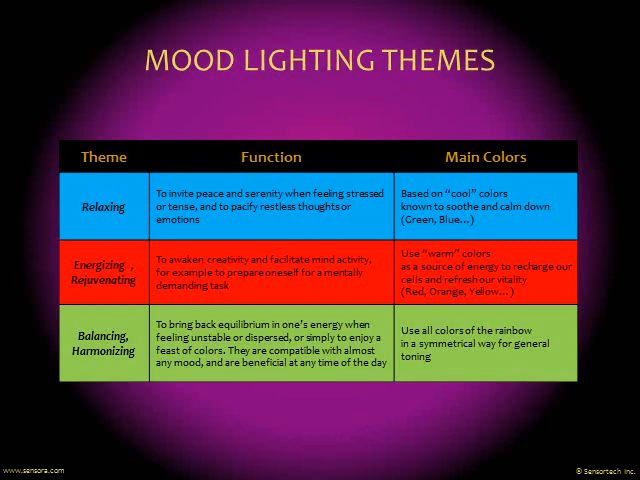 MOOD LIGHTING THEMES
Theme
Function
Main Colors
Relaxing
To invite peace and serenity when feeling stressed
or tense, and to pacify restless thoughts or
emotions
Based on “cool” colors
known to soothe and calm down
(Green, Blue...)
Energizing ,
Rejuvenating
To awaken creativity and facilitate mind activity,
for example to prepare oneself for a mentally
demanding task
Use “warm” colors
as a source of energy to recharge our
cells and refresh our vitality
(Red, Orange, Yellow...)
Balancing,
Harmonizing
To bring back equilibrium in one’s energy when
feeling unstable or dispersed, or simply to enjoy a
feast of colors. They are compatible with almost
any mood, and are beneficial at any time of the day
Use all colors of the rainbow
in a symmetrical way for general
toning
www.sensora.com
© Sensortech Inc.